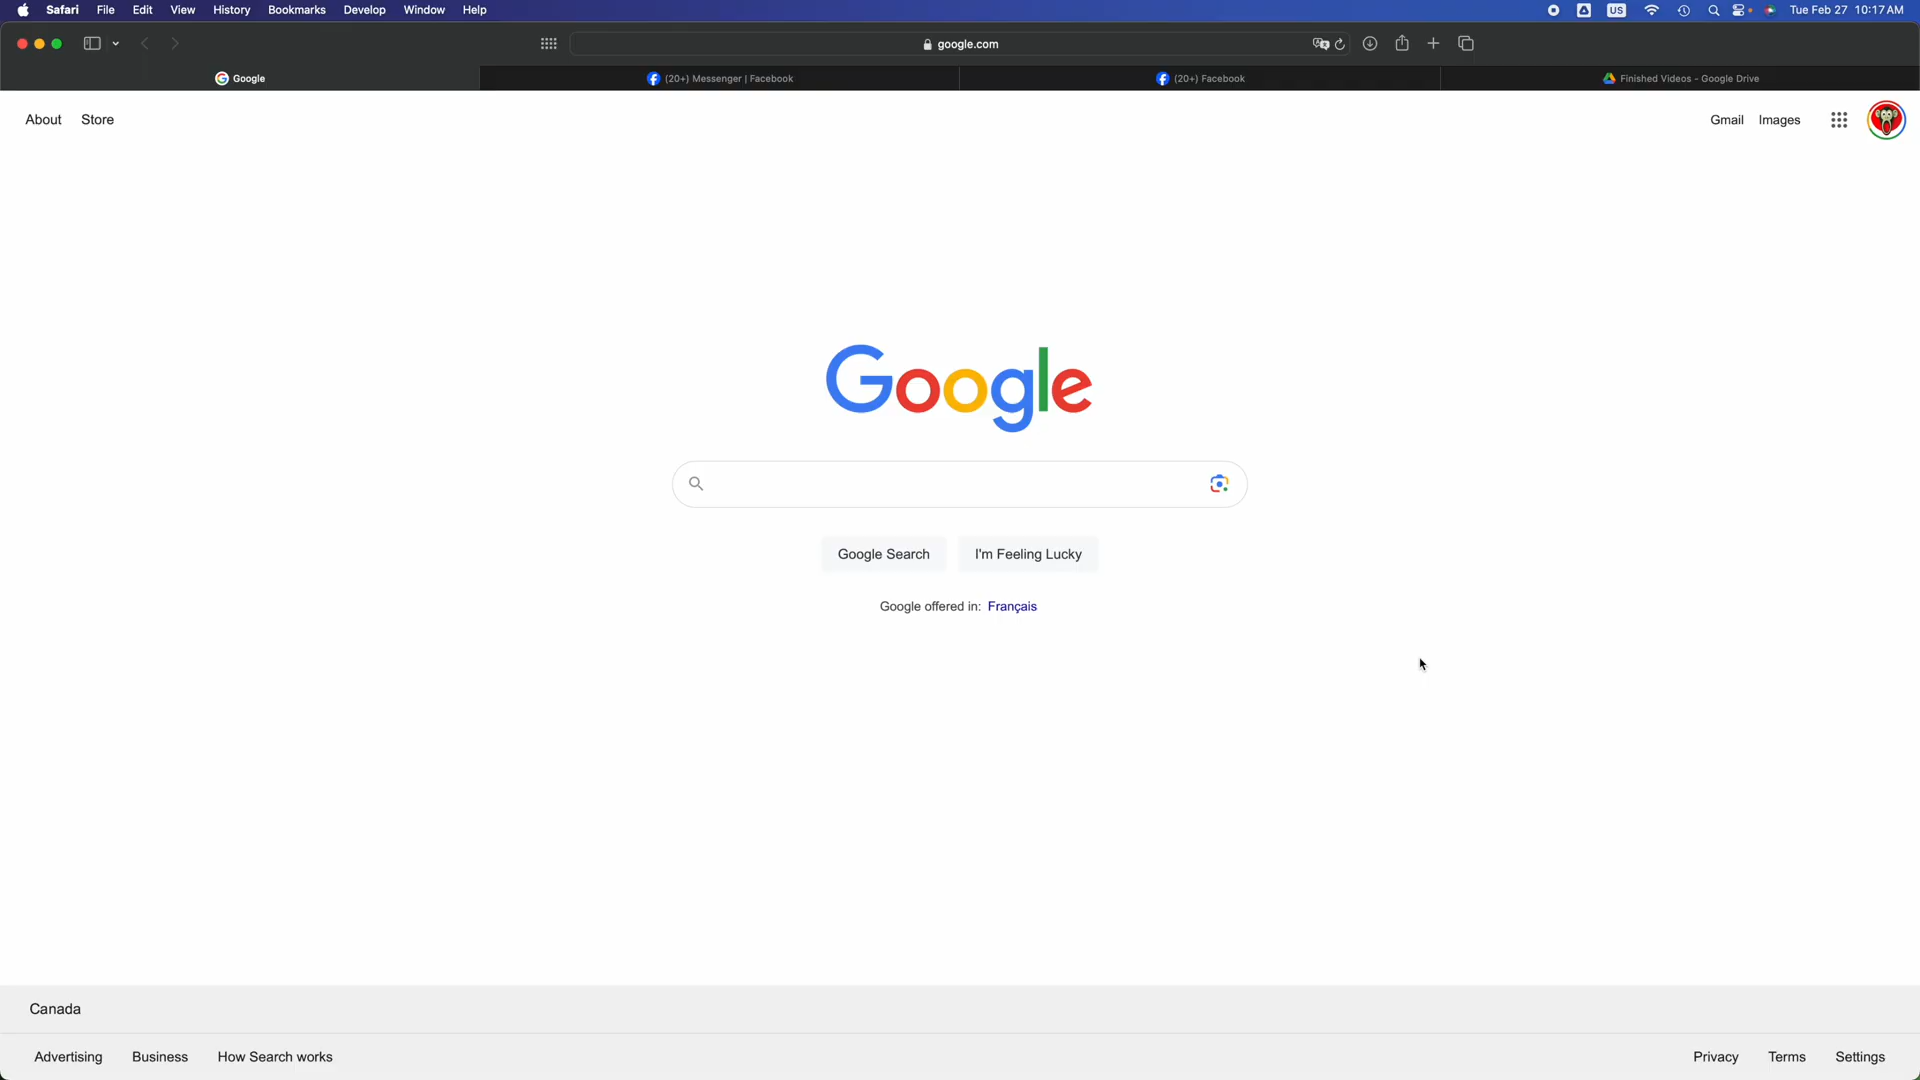 Safari File Edit View History Bookmarks Develop Window Help US Tue Feb 27 10:17 AM
google.com
Google (20+) Messenger | Facebook (20+) Facebook Finished Videos - Google Drive
About Store Gmail Images
Google
Google Search I'm Feeling Lucky
Google offered in: Français
Canada
Advertising Business How Search works Privacy Terms Settings